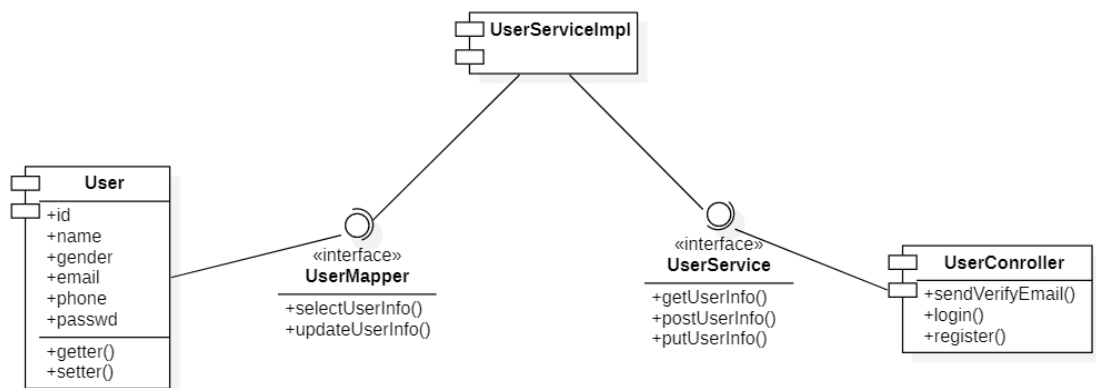 UserServiceImpl
User
+id
+name
+gender
+email
+phone
+passwd
+getter()
+setter()
«interface»
UserMapper
+selectUserInfo()
+updateUserInfo()
«interface»
UserService
+getUserInfo()
+postUserInfo()
+putUserInfo()
UserConroller
+sendVerifyEmail()
+login()
+register()